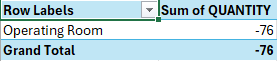 Row Labels Sum of QUANTITY
Operating Room -76
Grand Total -76